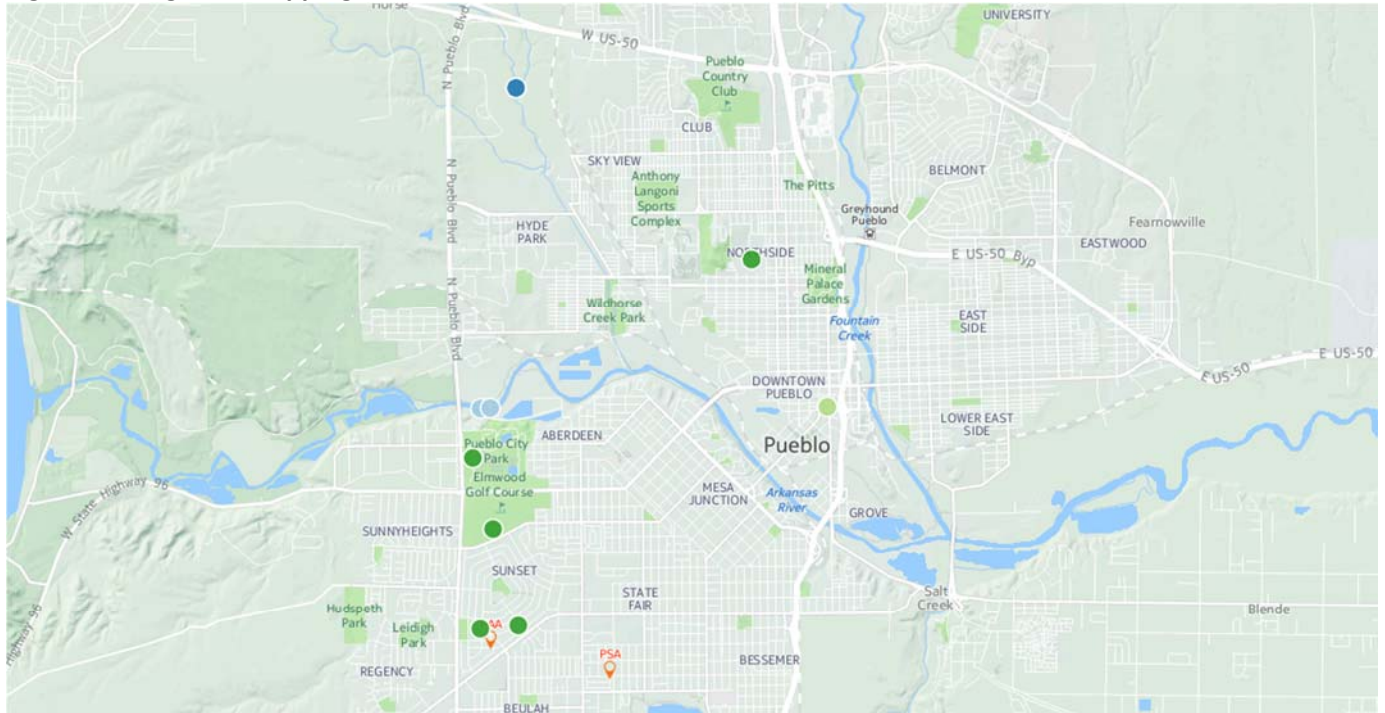 UNIVERSITY
W US-50
N Pueblo Blvd
Pueblo
Country
Club
CLUB
SKY VIEW
BELMONT
The Pitts
Anthony
Langoni
Sports
Complex
N Pueblo Blvd
Greyhound
Pueblo
Fearnowville
HYDE
PARK
EASTWOOD
NORTHSIDE
E US-50 Byp
Mineral
Palace
Gardens
N Pueblo Blvd
Wildhorse
Creek Park
Fountain
Creek
EAST
SIDE
E US-50
E US-50
DOWNTOWN
PUEBLO
LOWER EAST
SIDE
ABERDEEN
Pueblo City
Park
Pueblo
Elmwood
Golf Course
MESA
JUNCTION
Arkansas
River
GROVE
W State Highway 96
SUNNYHEIGHTS
SUNSET
STATE
FAIR
Salt
Creek
Blende
Hudspeth
Park
Leidigh
Park
Highway 96
PSA
REGENCY
BESSEMER
BEULAH